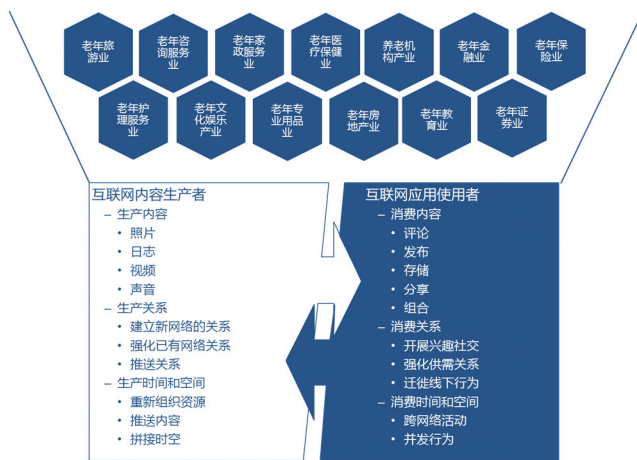 老年旅
游业
老年咨
询服务
业
老年家
政服务
业
老年医
疗保健
业
养老机
构产业
老年金
融业
老年保
险业
老年护
理服务
业
老年文
化娱乐
产业
老年专
业用品
业
老年房
地产业
老年教
育业
老年证
券业
互联网内容生产者
– 生产内容
• 照片
• 日志
• 视频
• 声音
– 生产关系
• 建立新网络的关系
• 强化已有网络关系
• 推送关系
– 生产时间和空间
• 重新组织资源
• 推送内容
• 拼接时空
互联网应用使用者
– 消费内容
• 评论
• 发布
• 存储
• 分享
• 组合
– 消费关系
• 开展兴趣社交
• 强化供需关系
• 迁徙线下行为
– 消费时间和空间
• 跨网络活动
• 并发行为